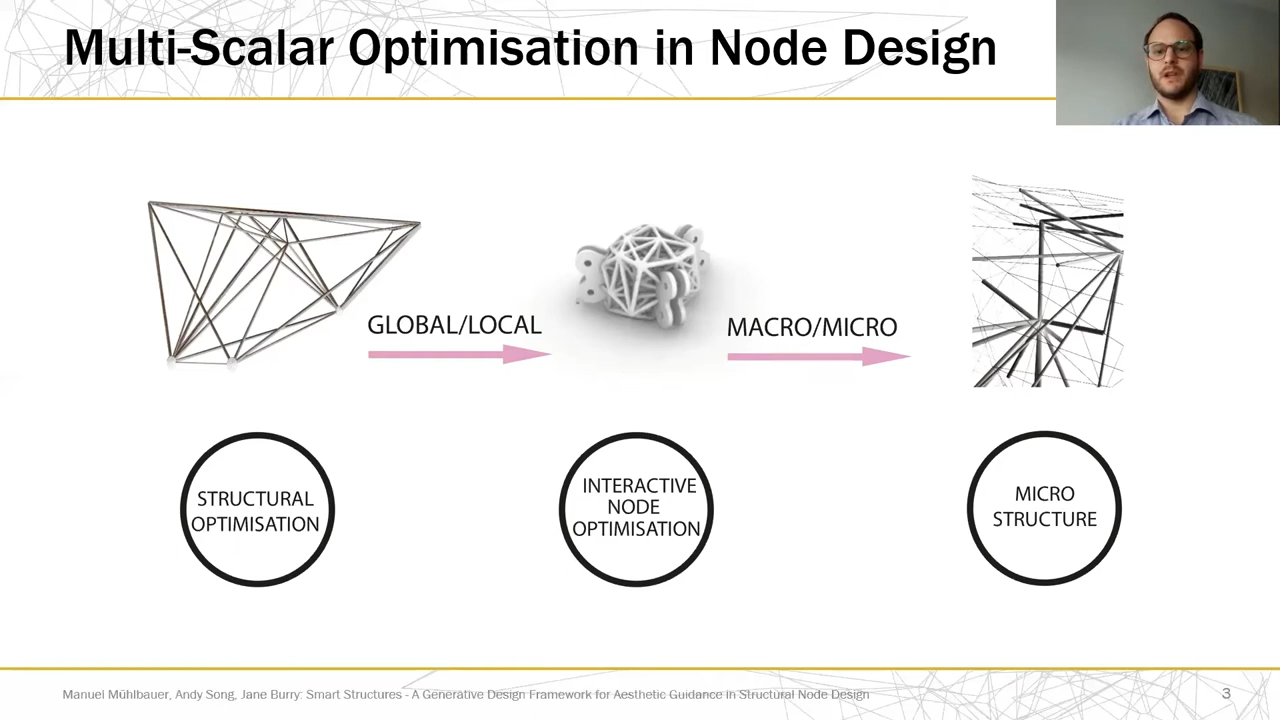 Multi-Scalar Optimisation in Node Design
GLOBAL/LOCAL
MACRO/MICRO
STRUCTURAL
OPTIMISATION
INTERACTIVE
NODE
OPTIMISATION
MICRO
STRUCTURE
Manuel Mühlbauer, Andy Song, Jane Burry: Smart Structures - A Generative Design Framework for Aesthetic Guidance in Structural Node Design
3